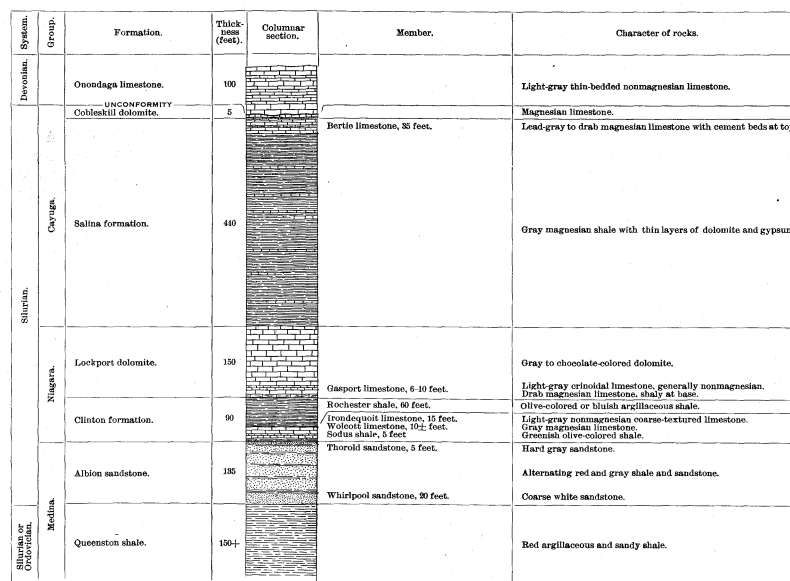 System.
Group.
Formation.
Thick-
ness
(feet).
Columnar
section.
Member.
Character of rocks.
Devonian.
Onondaga limestone.
100
Light-gray thin-bedded nonmagnesian limestone.
UNCONFORMITY
Silurian.
Cayuga.
Cobleskill dolomite.
5
Magnesian limestone.
Bertie limestone, 35 feet.
Lead-gray to drab magnesian limestone with cement beds at to
Salina formation.
440
Gray magnesian shale with thin layers of dolomite and gypsum
Niagara.
Lockport dolomite.
150
Gray to chocolate-colored dolomite.
Gasport limestone, 6-10 feet.
Light-gray crinoidal limestone, generally nonmagnesian.
Drab magnesian limestone, shaly at base.
Clinton formation.
90
Rochester shale, 60 feet.
Olive-colored or bluish argillaceous shale.
Irondequoit limestone, 15 feet.
Light-gray nonmagnesian coarse-textured limestone.
Wolcott limestone, 10± feet.
Gray magnesian limestone.
Sodus shale, 5 feet
Greenish olive-colored shale.
Medina.
Albion sandstone.
135
Thorold sandstone, 5 feet.
Hard gray sandstone.
Alternating red and gray shale and sandstone.
Whirlpool sandstone, 20 feet.
Coarse white sandstone.
Silurian or
Ordovician.
Queenston shale.
150+
Red argillaceous and sandy shale.